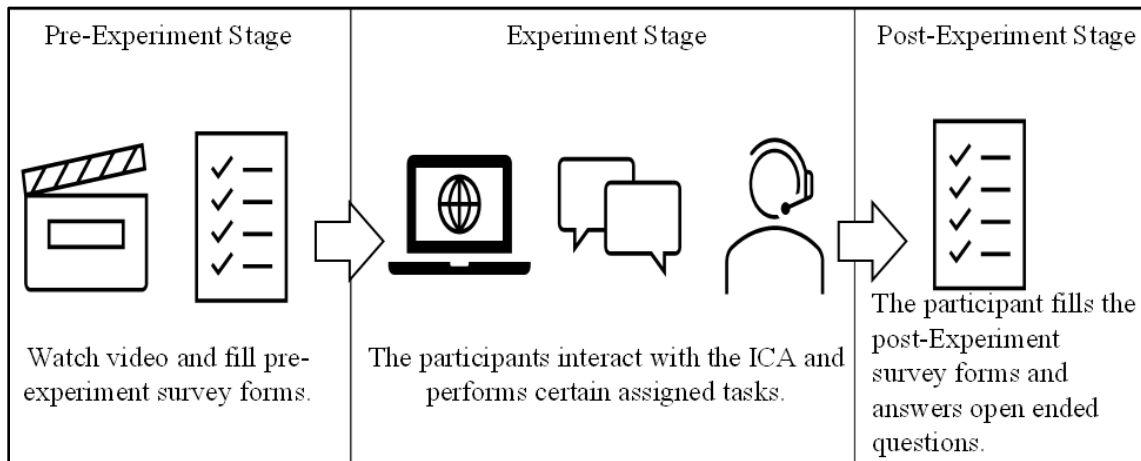 Pre-Experiment Stage
Watch video and fill pre-
experiment survey forms.
Experiment Stage
The participants interact with the ICA and
performs certain assigned tasks.
Post-Experiment Stage
The participant fills the
post-Experiment
survey forms and
answers open ended
questions.